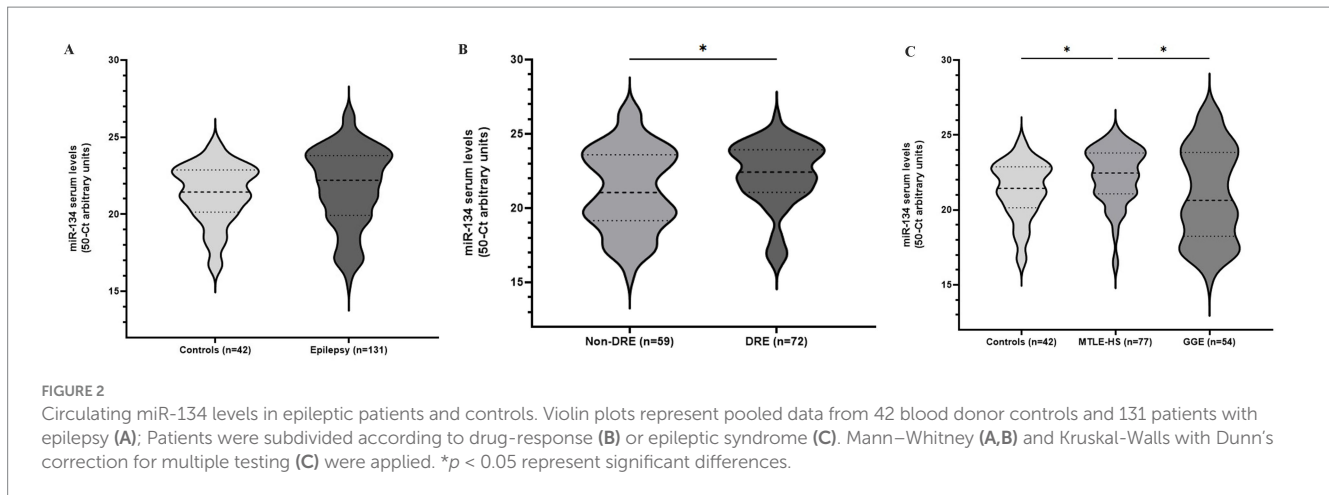 A
miR-134 serum levels
(50-Ct arbitrary units)
30
25
20
15
Controls (n=42)
Epilepsy (n=131)
B
*
miR-134 serum levels
(50-Ct arbitrary units)
30
25
20
15
Non-DRE (n=59)
DRE (n=72)
C
*
*
miR-134 serum levels
(50-Ct arbitrary units)
30
25
20
15
Controls (n=42)
MTLE-HS (n=77)
GGE (n=54)
FIGURE 2
Circulating miR-134 levels in epileptic patients and controls. Violin plots represent pooled data from 42 blood donor controls and 131 patients with
epilepsy (A); Patients were subdivided according to drug-response (B) or epileptic syndrome (C). Mann–Whitney (A,B) and Kruskal-Walls with Dunn's
correction for multiple testing (C) were applied. *p < 0.05 represent significant differences.